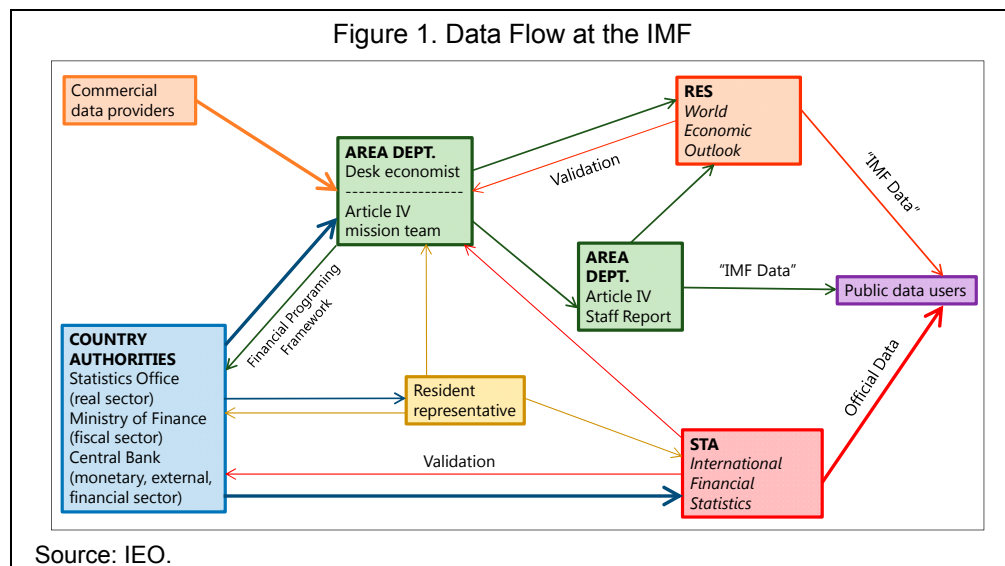 Figure 1. Data Flow at the IMF
Commercial
data providers
AREA DEPT.
Desk economist
--------------------
Article IV
mission team
RES
World
Economic
Outlook
Validation
"IMF Data"
AREA
DEPT.
Article IV
Staff Report
"IMF Data"
Public data users
Financial Programing
Framework
COUNTRY
AUTHORITIES
Statistics Office
(real sector)
Ministry of Finance
(fiscal sector)
Central Bank
(monetary, external,
financial sector)
Resident
representative
Validation
STA
International
Financial
Statistics
Official Data
Source: IEO.